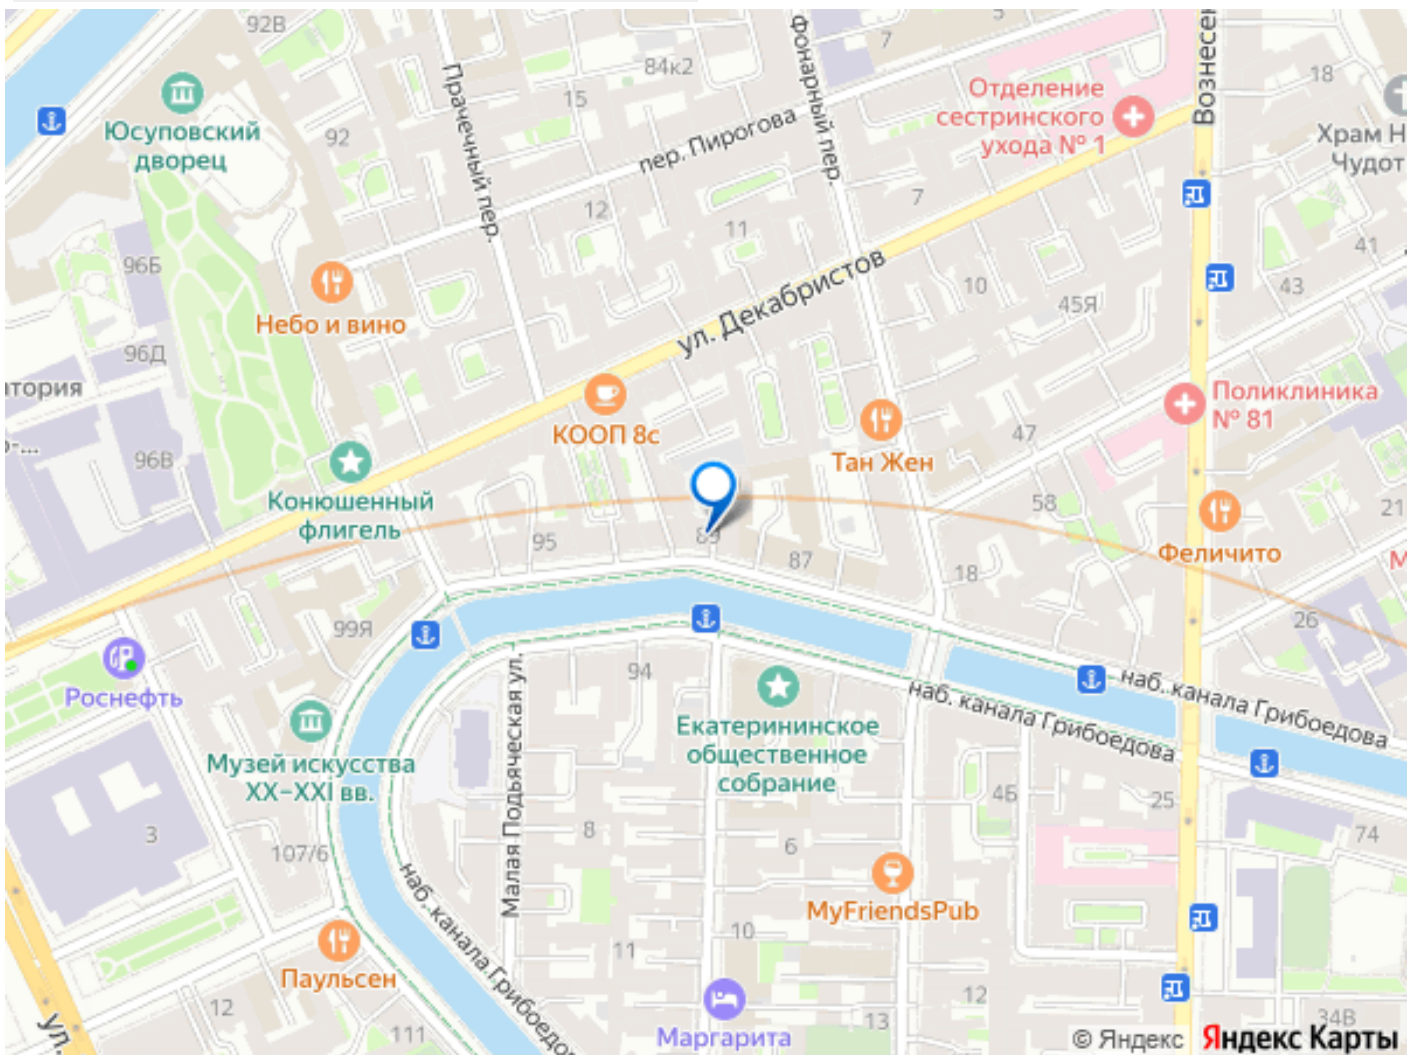 92В
84к2
7
5
18
Отделение
сестринского
ухода № 1
Вознесен
Юсуповский
дворец
92
15
Прачечный пер.
пер. Пирогова
фонарный пер.
Храм Н
Чудот
12
11
7
41
96Б
Небо и вино
ул. Декабристов
10
45Я
43
96Д
атория
КООП 8с
Тан Жен
47
Поликлиника
№ 81
96В
Конюшенный
флигель
95
89
87
58
21
Феличито
М
18
99Я
26
Роснефть
94
Малая Подьяческая ул.
Екатерининское
общественное
собрание
наб. канала Грибоедова
наб. канала Грибоедова
Музей искусства
XX–XXI вв.
3
107/6
8
6
4Б
25
74
наб. канала Грибоедо
MyFriendsPub
Паульсен
11
10
12
111
ул.
Маргарита
13
12
34В
© Яндекс Яндекс Карты